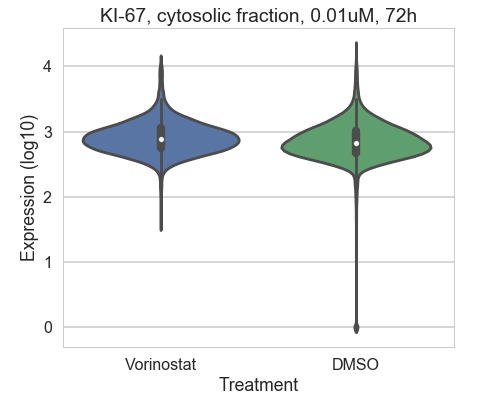 KI-67, cytosolic fraction, 0.01uM, 72h
Expression (log10)
4
3
2
1
0
Vorinostat
DMSO
Treatment